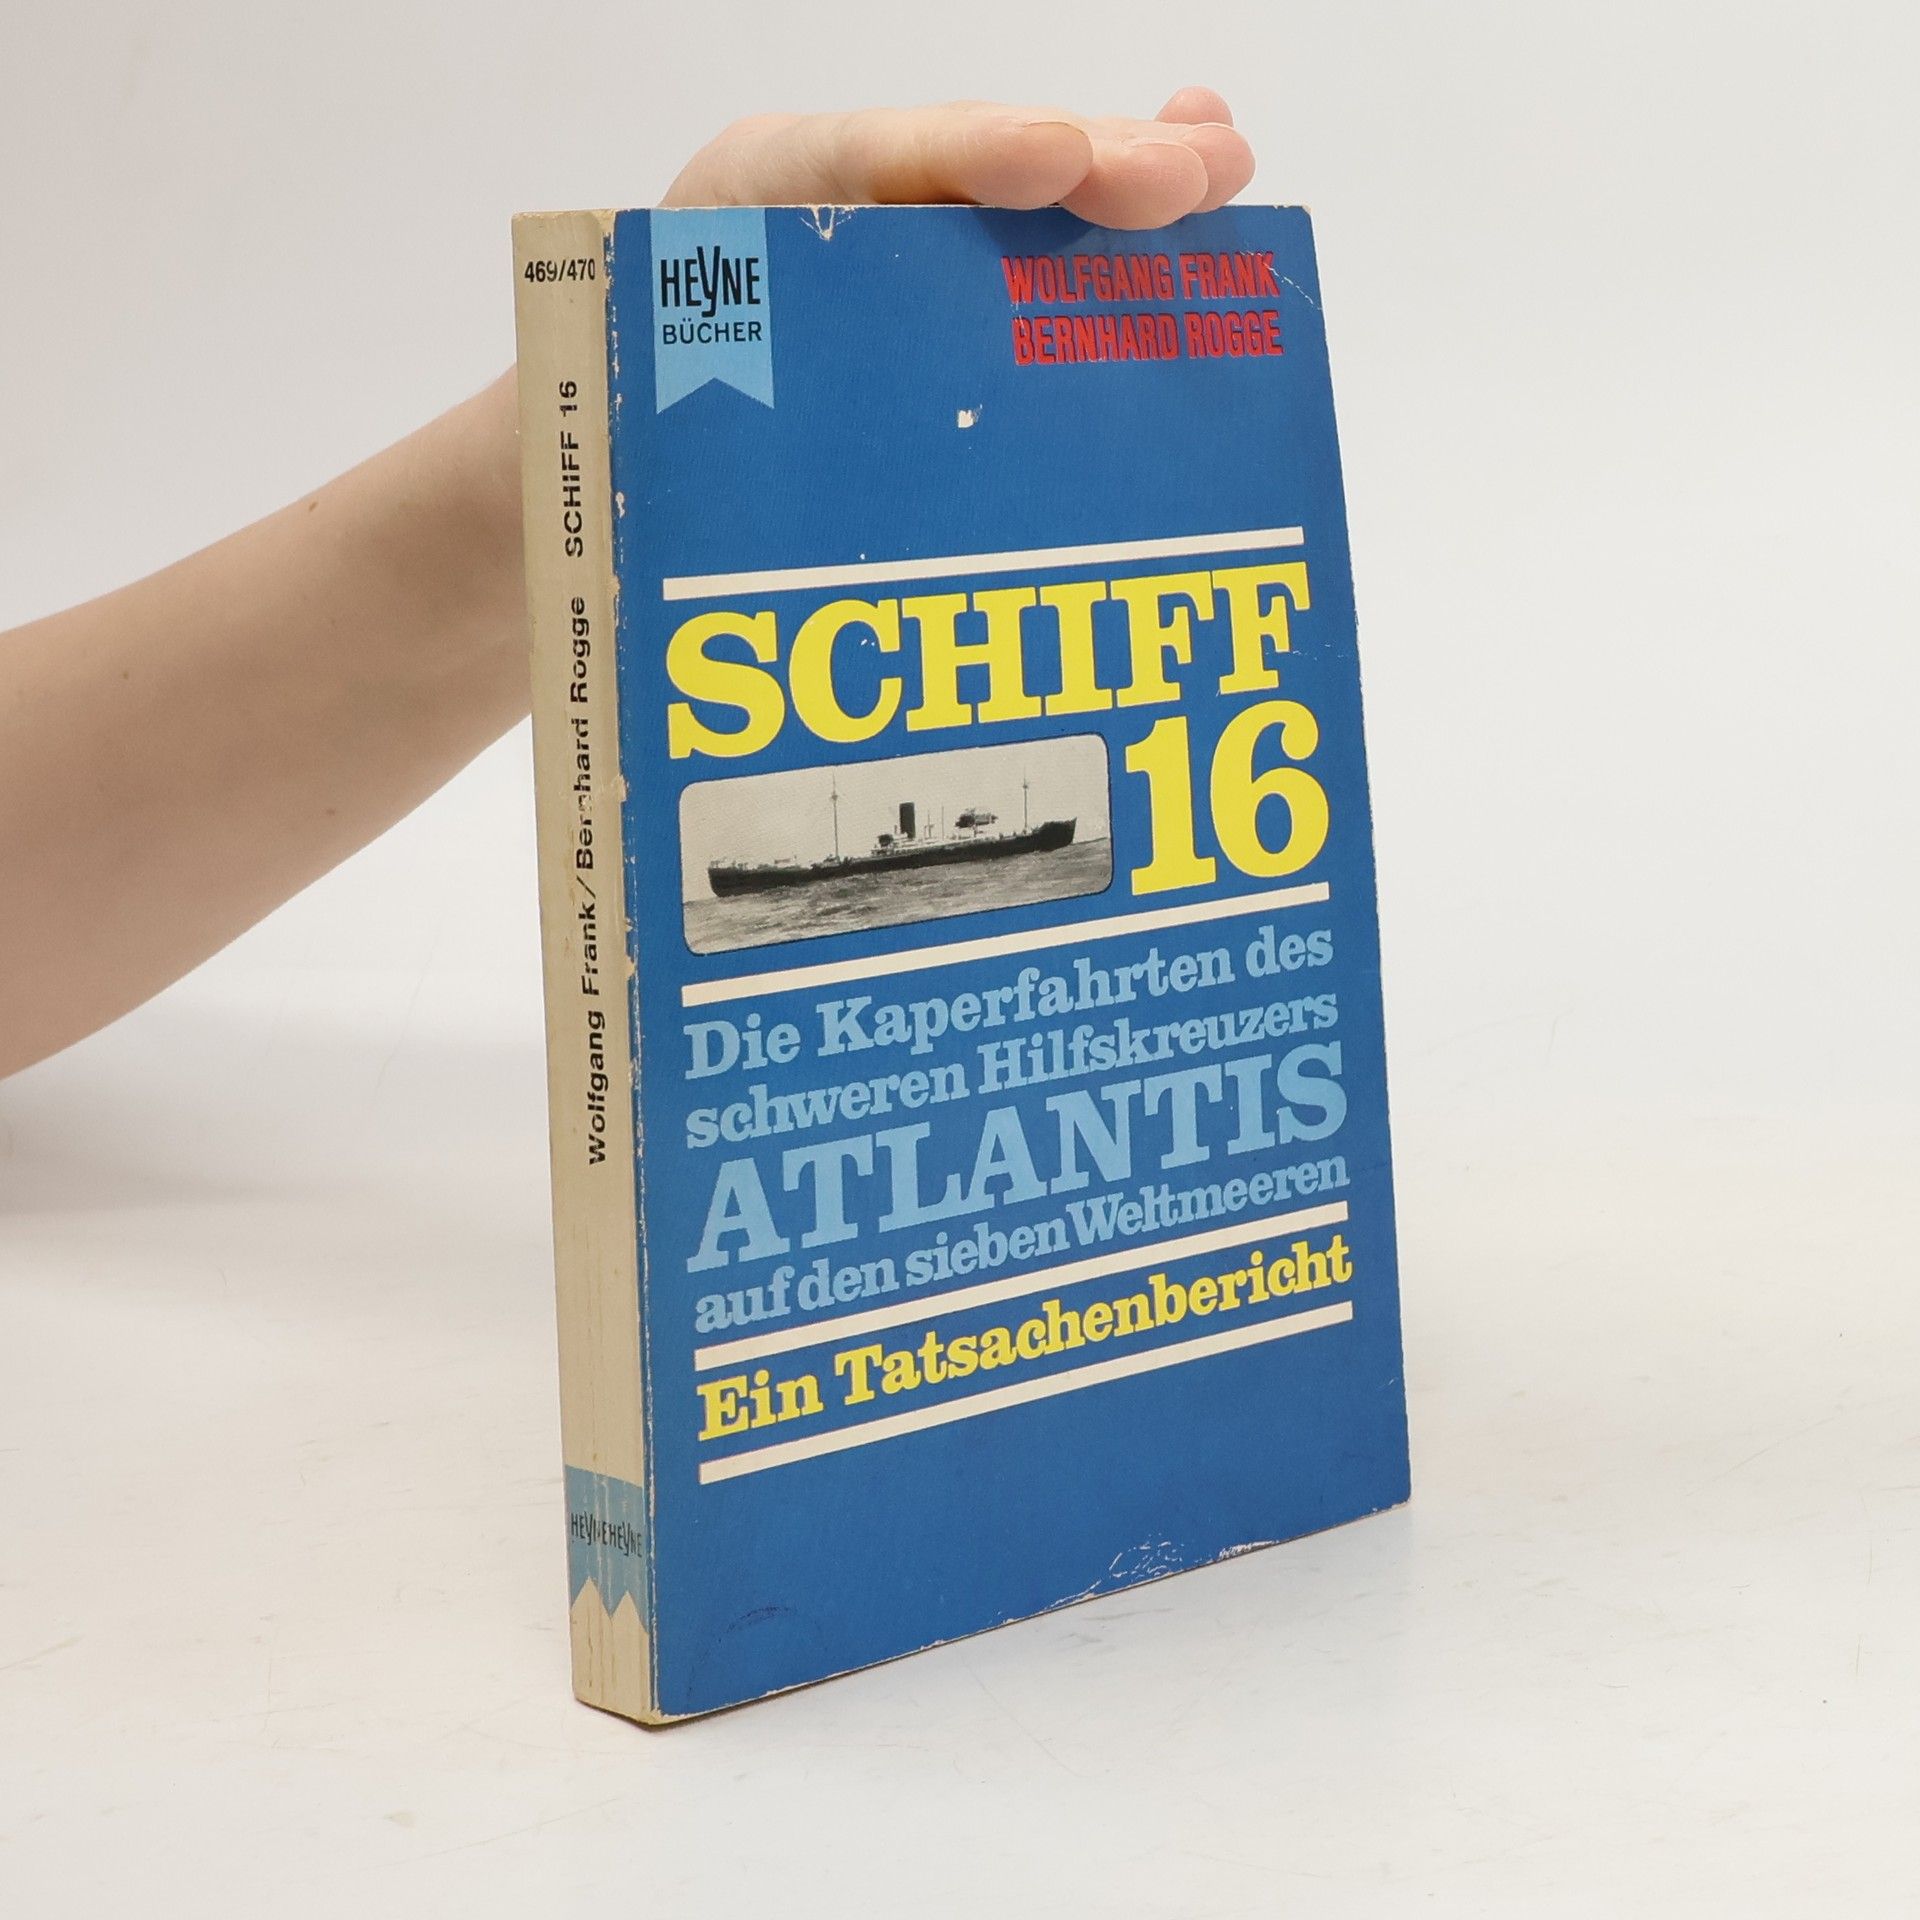 469/470
Wolfgang Frank/Bernhard Rogge SCHIFF 16
HEYNE HEYNE
HEYNE
BÜCHER
WOLFGANG FRANK
BERNHARD ROGGE
SCHIFF
16
Die Kaperfahrten des
schweren Hilfskreuzers
ATLANTIS
auf den sieben Weltmeeren
Ein Tatsachenbericht